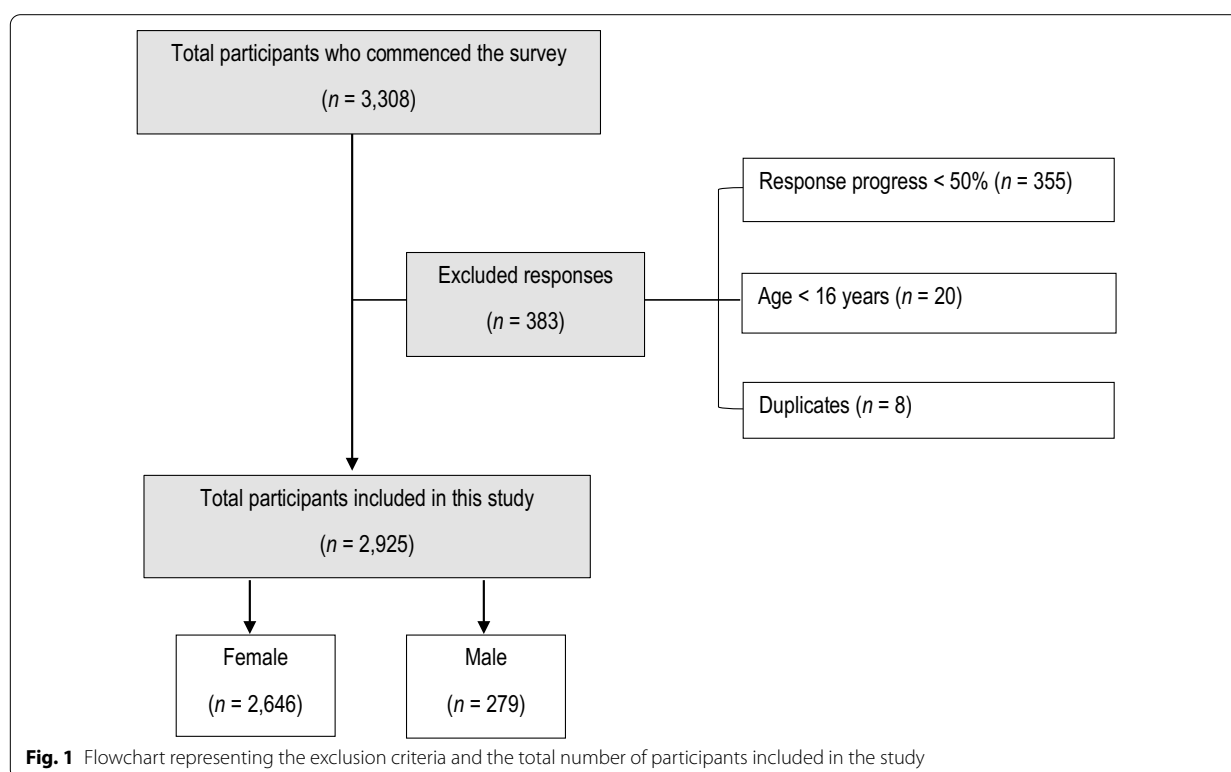 Total participants who commenced the survey
(n = 3,308)
Response progress < 50% (n = 355)
Excluded responses
(n = 383)
Age < 16 years (n = 20)
Duplicates (n = 8)
Total participants included in this study
(n = 2,925)
Female
(n = 2,646)
Male
(n = 279)
Fig. 1 Flowchart representing the exclusion criteria and the total number of participants included in the study